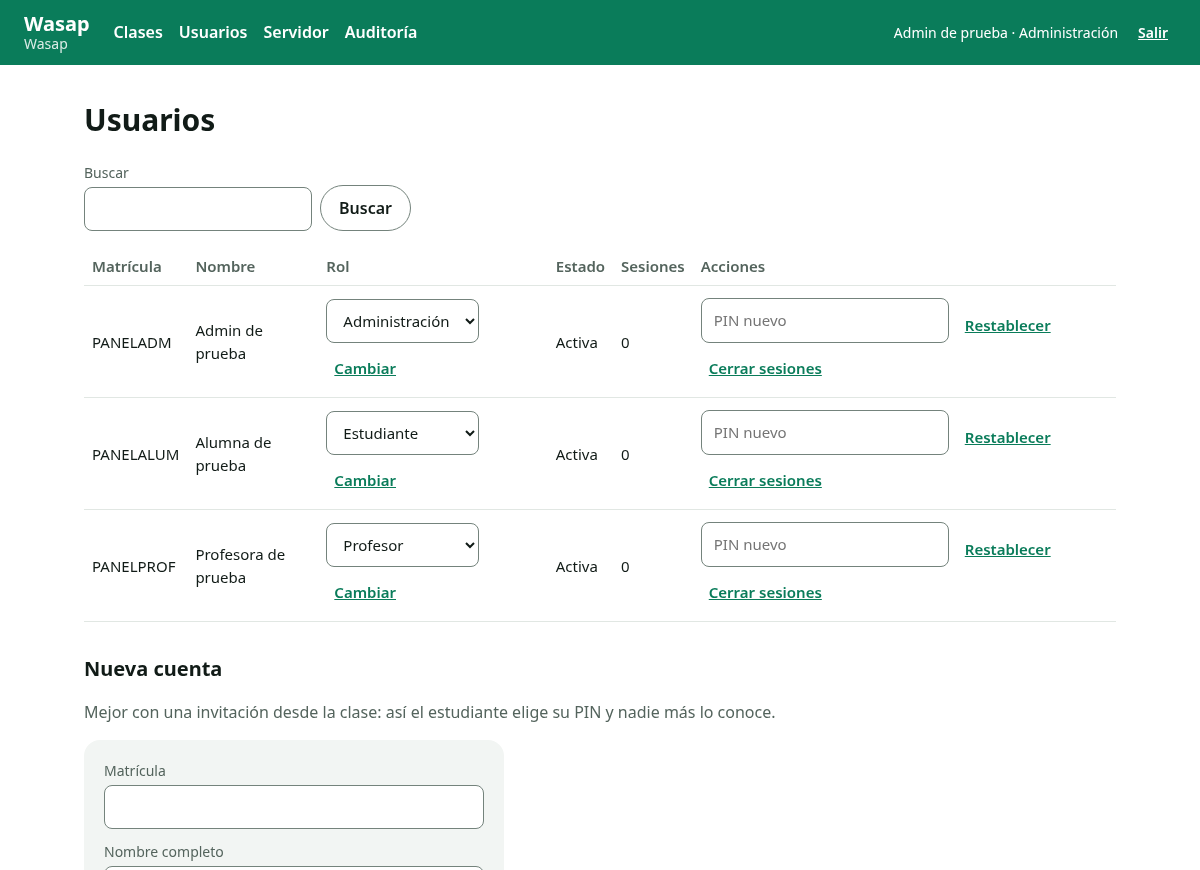 Wasap
Wasap
Clases Usuarios Servidor Auditoría
Admin de prueba · Administración Salir
Usuarios
Buscar
Buscar
Matrícula Nombre Rol Estado Sesiones Acciones
PANELADM Admin de prueba Administración Cambiar Activa 0 PIN nuevo Restablecer Cerrar sesiones
PANELALUM Alumna de prueba Estudiante Cambiar Activa 0 PIN nuevo Restablecer Cerrar sesiones
PANELPROF Profesora de prueba Profesor Cambiar Activa 0 PIN nuevo Restablecer Cerrar sesiones
Nueva cuenta
Mejor con una invitación desde la clase: así el estudiante elige su PIN y nadie más lo conoce.
Matrícula
Nombre completo